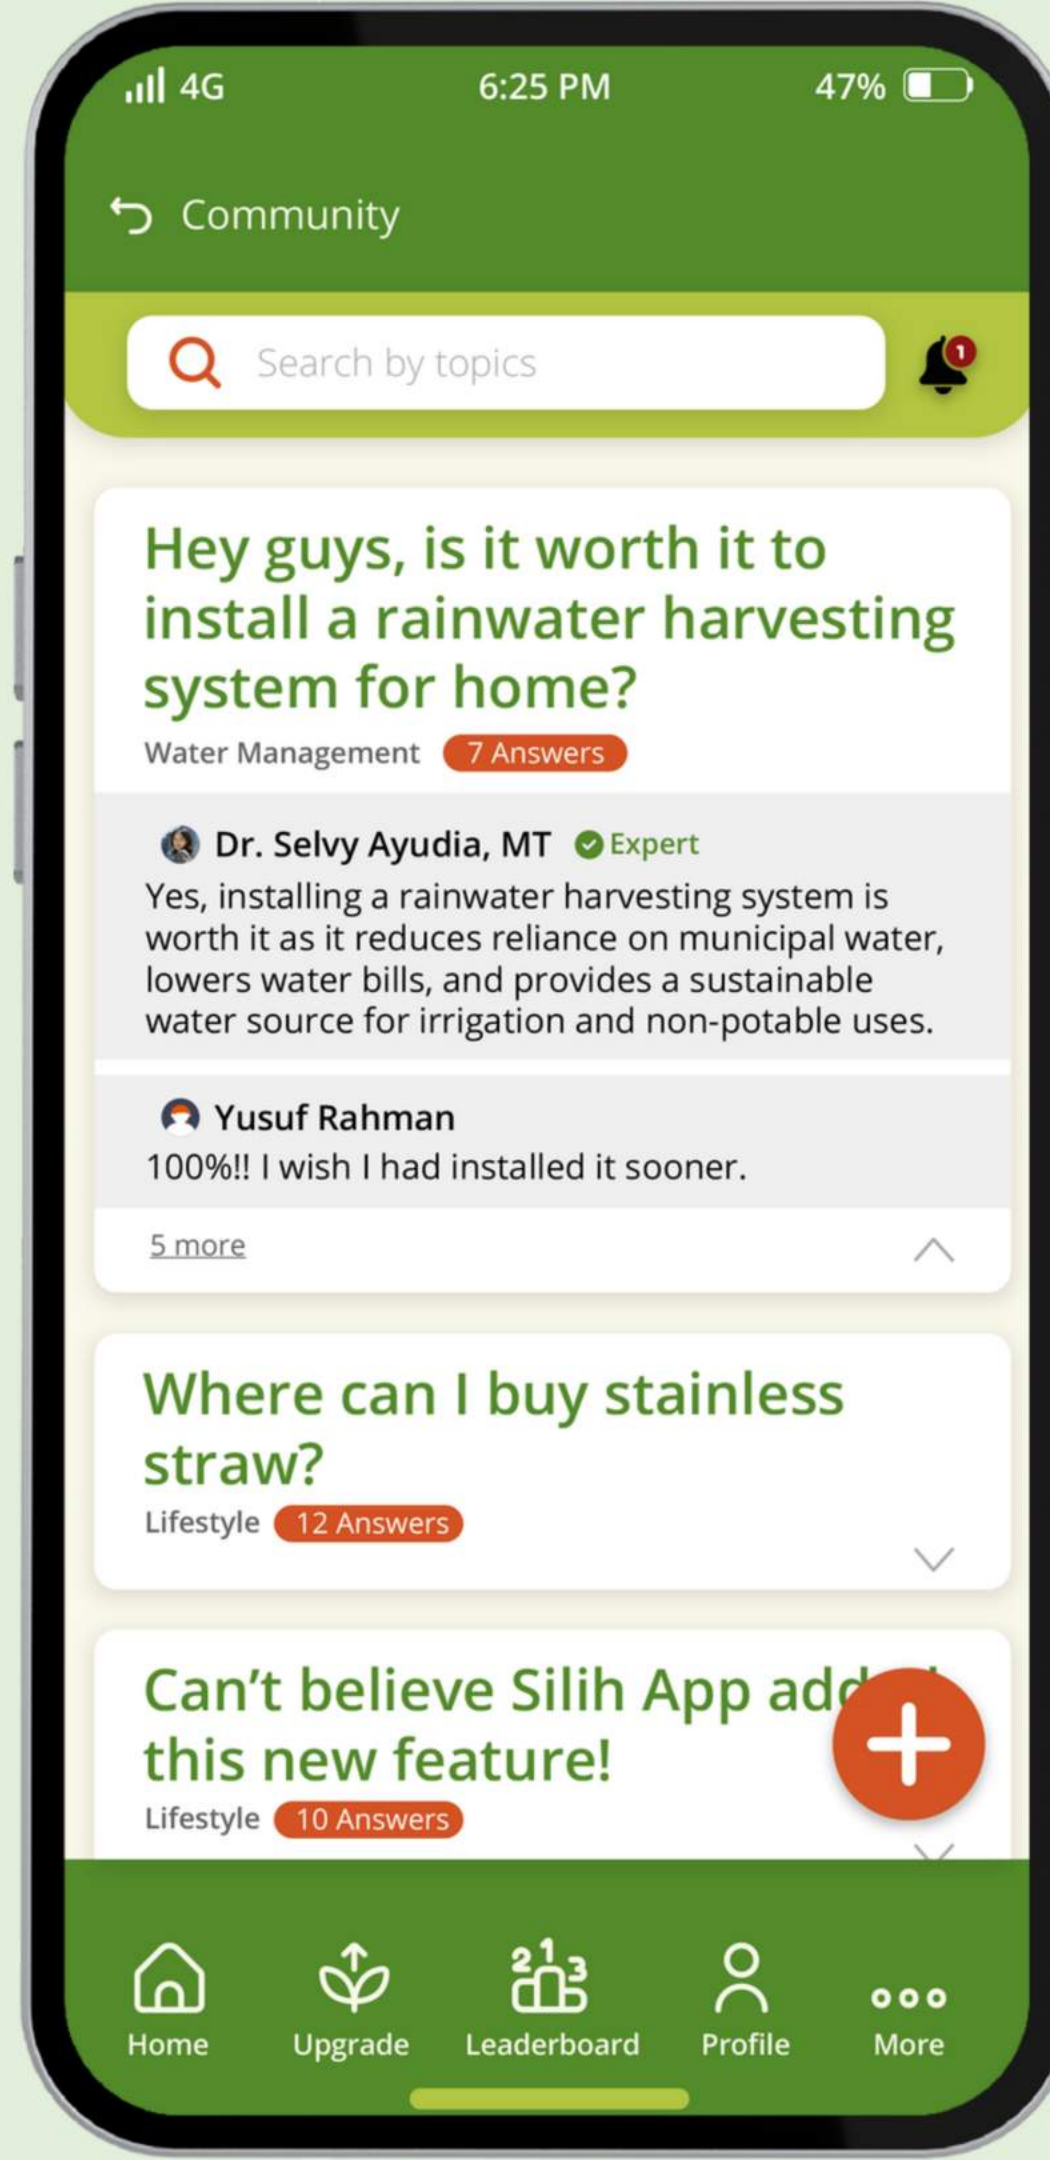 4G 6:25 PM 47%
Community
Search by topics
1
Hey guys, is it worth it to
install a rainwater harvesting
system for home?
Water Management 7 Answers
Dr. Selvy Ayudia, MT Expert
Yes, installing a rainwater harvesting system is
worth it as it reduces reliance on municipal water,
lowers water bills, and provides a sustainable
water source for irrigation and non-potable uses.
Yusuf Rahman
100%!! I wish I had installed it sooner.
5 more
Where can I buy stainless
straw?
Lifestyle 12 Answers
Can't believe Silih App
this new feature!
Lifestyle 10 Answers
2 1 3
Home Upgrade Leaderboard Profile More